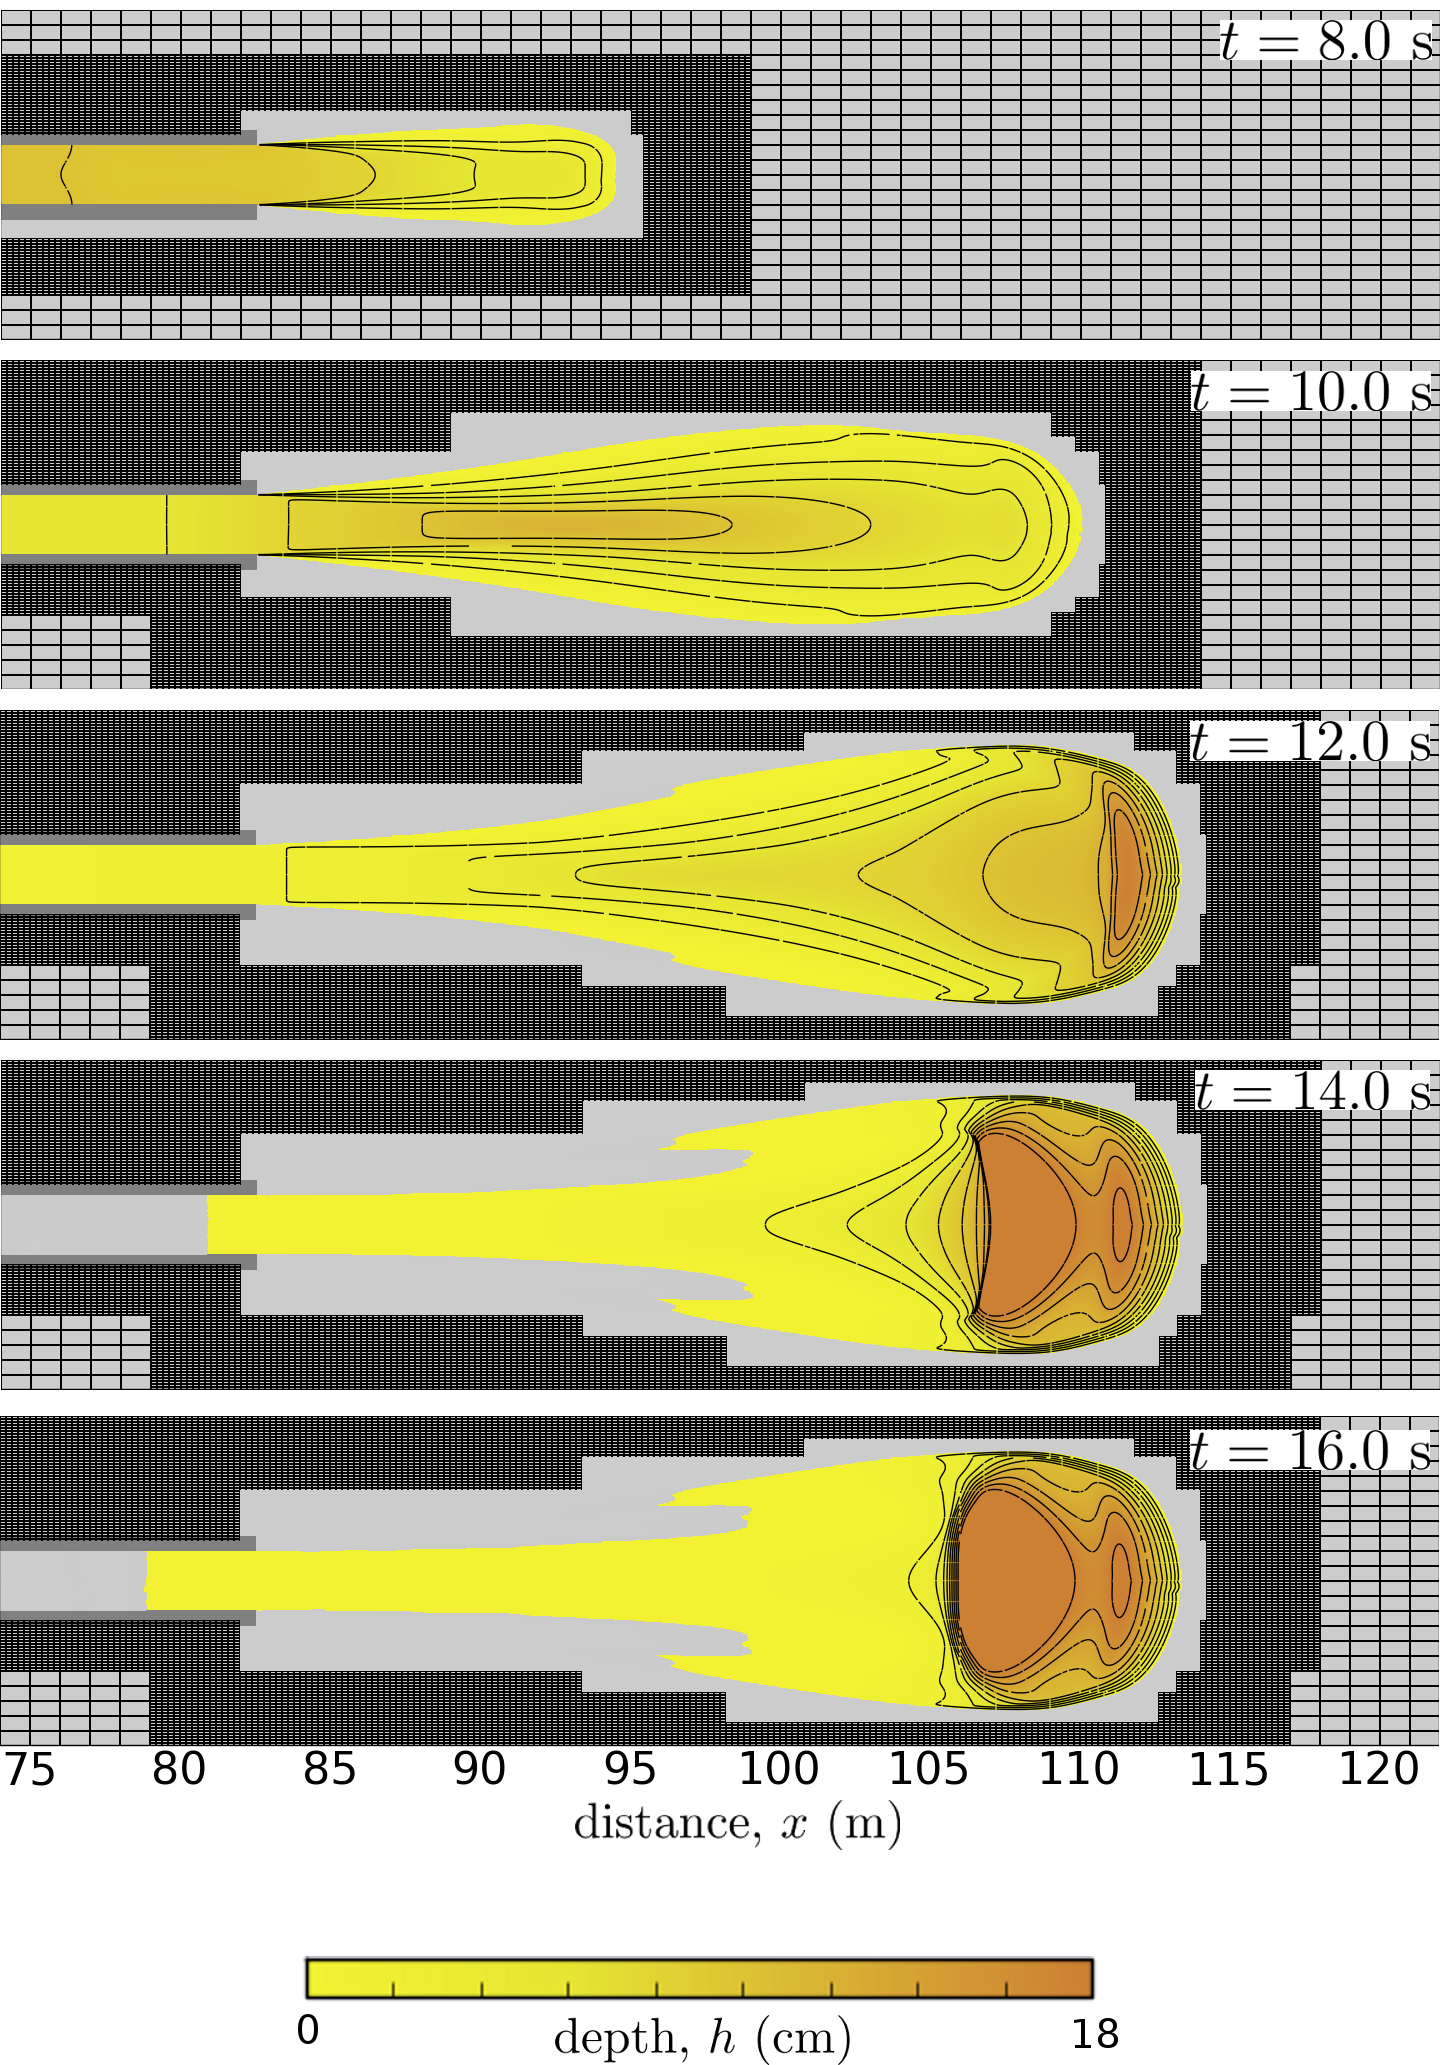 t = 8.0 s
t = 10.0 s
t = 12.0 s
t = 14.0 s
t = 16.0 s
75 80 85 90 95 100 105 110 115 120
distance, x (m)
0 18
depth, h (cm)